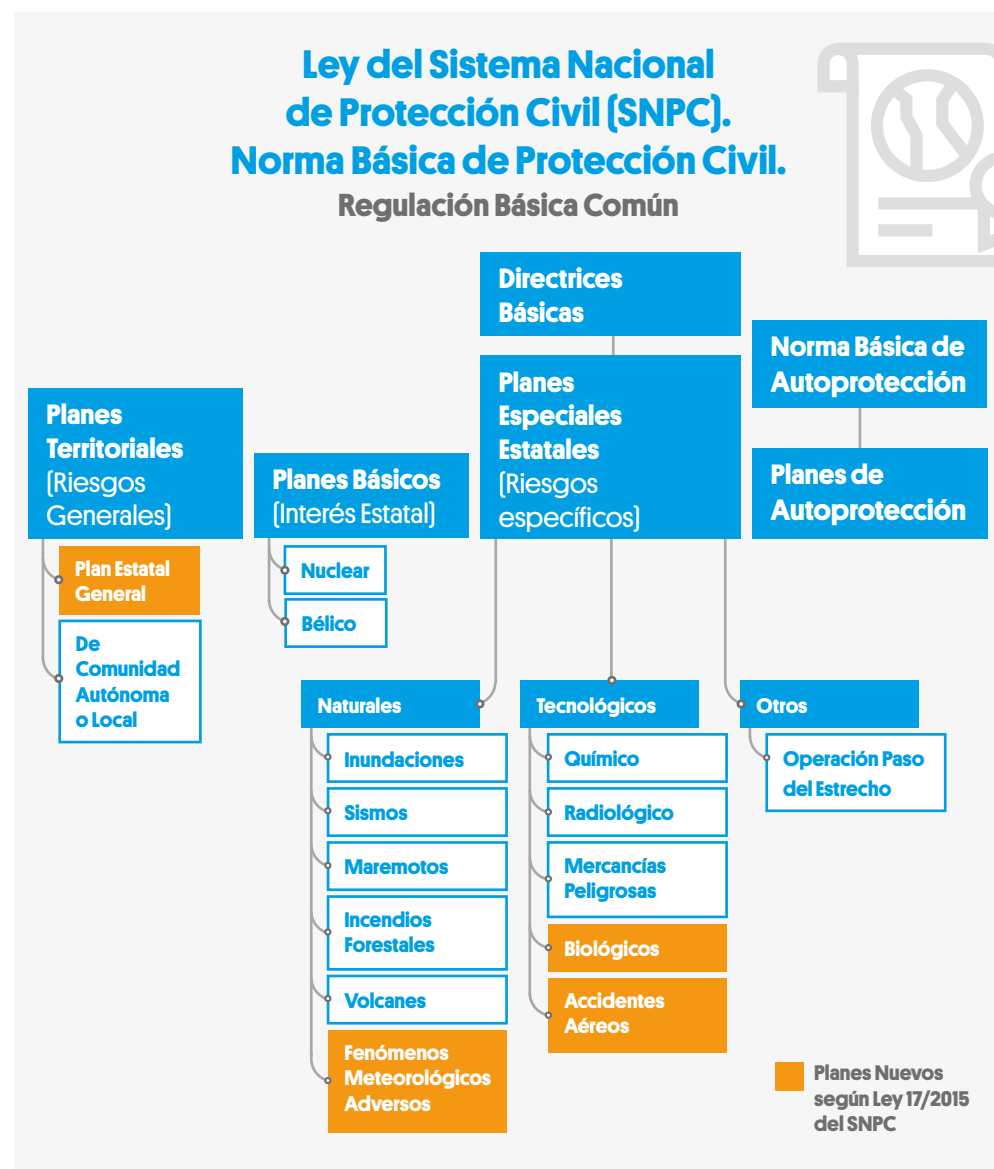 Ley del Sistema Nacional
de Protección Civil (SNPC).
Norma Básica de Protección Civil.
Regulación Básica Común
Directrices
Básicas
Norma Básica de
Autoprotección
Planes
Especiales
Estatales
(Riesgos
específicos)
Planes
Territoriales
(Riesgos
Generales)
Planes Básicos
(Interés Estatal)
Planes de
Autoprotección
Plan Estatal
General
De
Comunidad
Autónoma
o Local
Nuclear
Bélico
Naturales
Inundaciones
Sismos
Maremotos
Incendios
Forestales
Volcanes
Fenómenos
Meteorológicos
Adversos
Tecnológicos
Químico
Radiológico
Mercancías
Peligrosas
Biológicos
Accidentes
Aéreos
Otros
Operación Paso
del Estrecho
Planes Nuevos
según Ley 17/2015
del SNPC